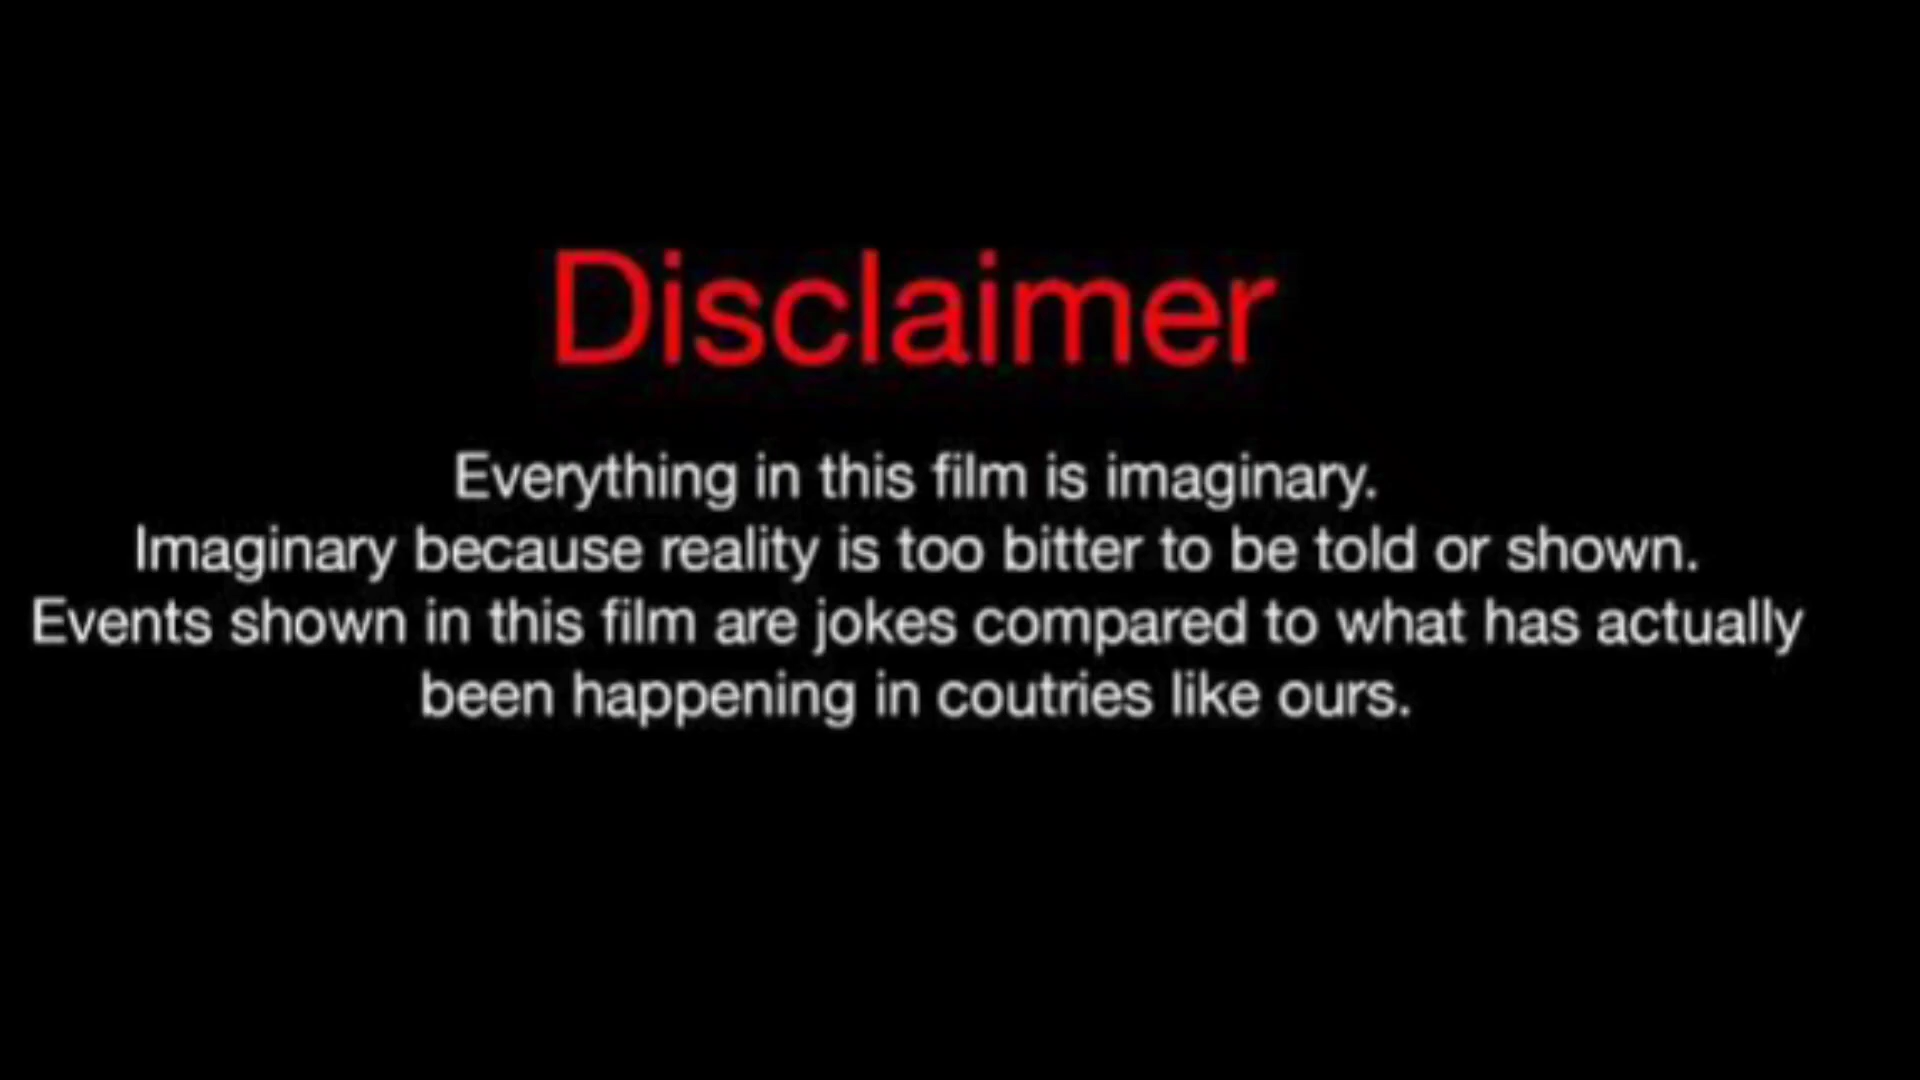 Disclaimer
Everything in this film is imaginary.
Imaginary because reality is too bitter to be told or shown.
Events shown in this film are jokes compared to what has actually
been happening in coutries like ours.